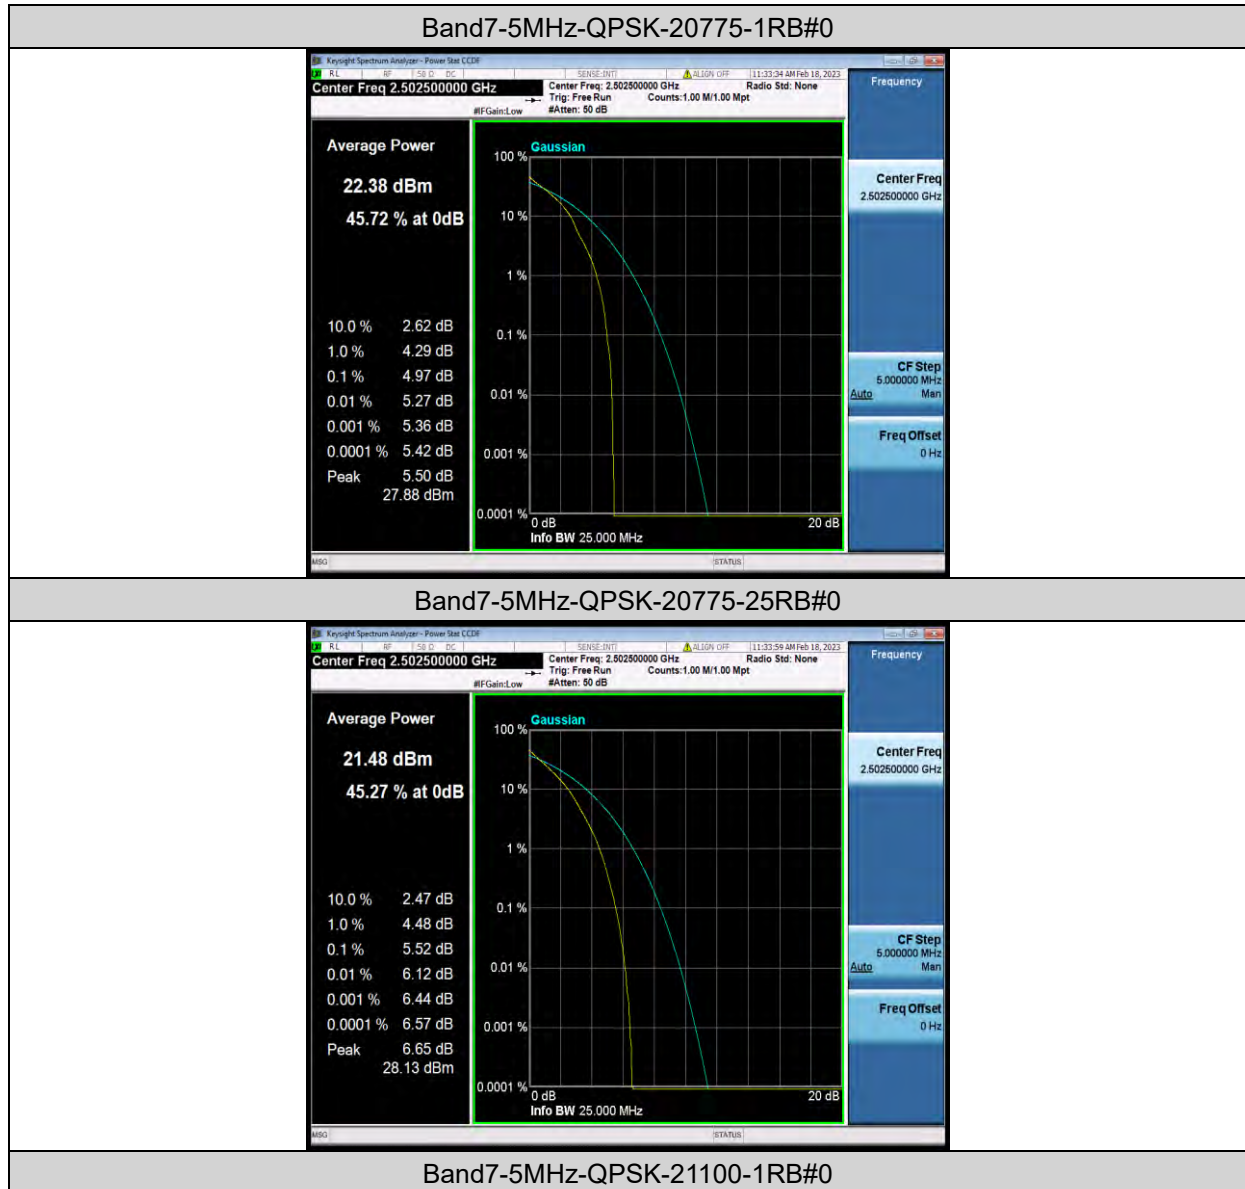 Band7-5MHz-QPSK-20775-1RB#0
Keysight Spectrum Analyzer - Power Stat CCDF
RL RF 50 Ω DC SENSE:INT ALIGN OFF 11:33:34 AM Feb 18, 2023
Center Freq 2.502500000 GHz
Center Freq: 2.502500000 GHz Radio Std: None
Trig: Free Run Counts:1.00 M/1.00 Mpt
#IFGain:Low #Atten: 50 dB
Frequency
Average Power
22.38 dBm
45.72 % at 0dB
10.0 % 2.62 dB
1.0 % 4.29 dB
0.1 % 4.97 dB
0.01 % 5.27 dB
0.001 % 5.36 dB
0.0001 % 5.42 dB
Peak 5.50 dB
27.88 dBm
Gaussian
100 %
10 %
1 %
0.1 %
0.01 %
0.001 %
0.0001 %
0 dB 20 dB
Info BW 25.000 MHz
Center Freq
2.502500000 GHz
CF Step
5.000000 MHz
Auto Man
Freq Offset
0 Hz
MSG STATUS
Band7-5MHz-QPSK-20775-25RB#0
Keysight Spectrum Analyzer - Power Stat CCDF
RL RF 50 Ω DC SENSE:INT ALIGN OFF 11:33:59 AM Feb 18, 2023
Center Freq 2.502500000 GHz
Center Freq: 2.502500000 GHz Radio Std: None
Trig: Free Run Counts:1.00 M/1.00 Mpt
#IFGain:Low #Atten: 50 dB
Frequency
Average Power
21.48 dBm
45.27 % at 0dB
10.0 % 2.47 dB
1.0 % 4.48 dB
0.1 % 5.52 dB
0.01 % 6.12 dB
0.001 % 6.44 dB
0.0001 % 6.57 dB
Peak 6.65 dB
28.13 dBm
Gaussian
100 %
10 %
1 %
0.1 %
0.01 %
0.001 %
0.0001 %
0 dB 20 dB
Info BW 25.000 MHz
Center Freq
2.502500000 GHz
CF Step
5.000000 MHz
Auto Man
Freq Offset
0 Hz
MSG STATUS
Band7-5MHz-QPSK-21100-1RB#0